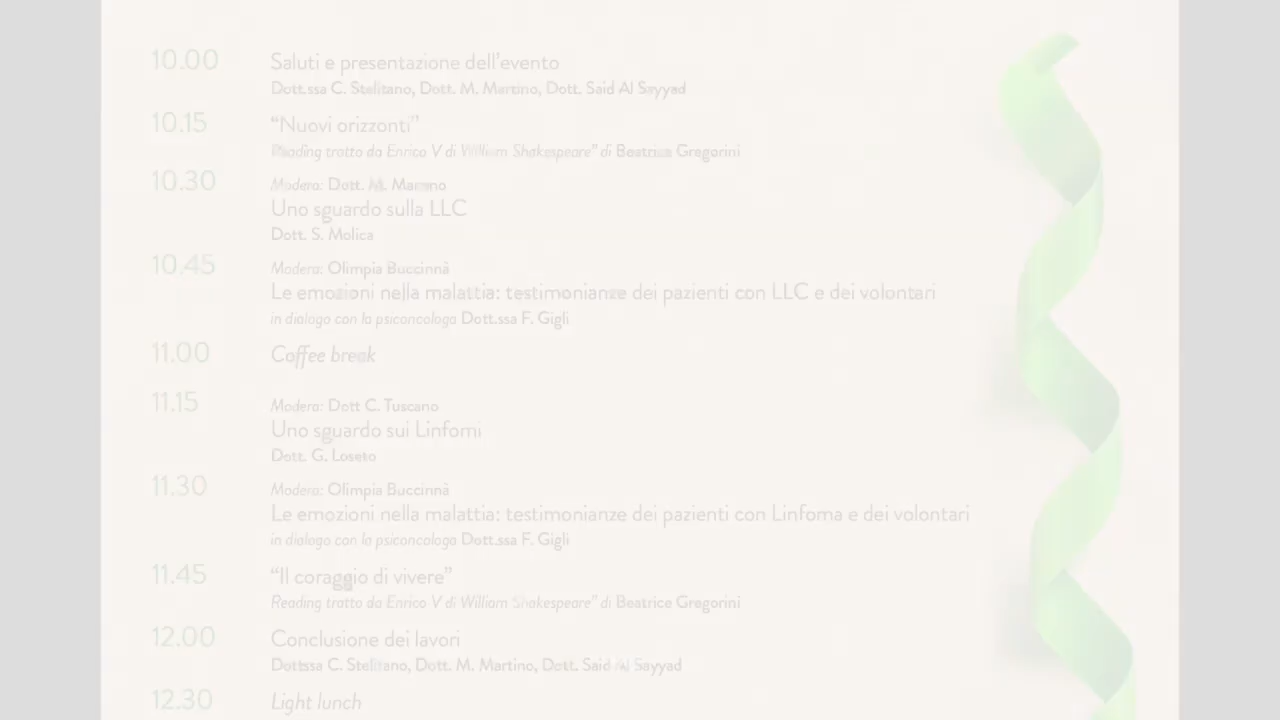 10.00 Saluti e presentazione dell'evento
Dott.ssa C. Stelitano, Dott. M. Martino, Dott. Said Al Sayyad
10.15 “Nuovi orizzonti”
Reading tratto da Enrico V di William Shakespeare” di Beatrice Gregorini
10.30 Modera: Dott. M. Martino
Uno sguardo sulla LLC
Dott. S. Molica
10.45 Modera: Olimpia Buccinnà
Le emozioni nella malattia: testimonianze dei pazienti con LLC e dei volontari
in dialogo con la psiconcologa Dott.ssa F. Gigli
11.00 Coffee break
11.15 Modera: Dott C. Tuscano
Uno sguardo sui Linfomi
Dott. G. Loseto
11.30 Modera: Olimpia Buccinnà
Le emozioni nella malattia: testimonianze dei pazienti con Linfoma e dei volontari
in dialogo con la psiconcologa Dott.ssa F. Gigli
11.45 “Il coraggio di vivere”
Reading tratto da Enrico V di William Shakespeare” di Beatrice Gregorini
12.00 Conclusione dei lavori
Dott.ssa C. Stelitano, Dott. M. Martino, Dott. Said Al Sayyad
12.30 Light lunch